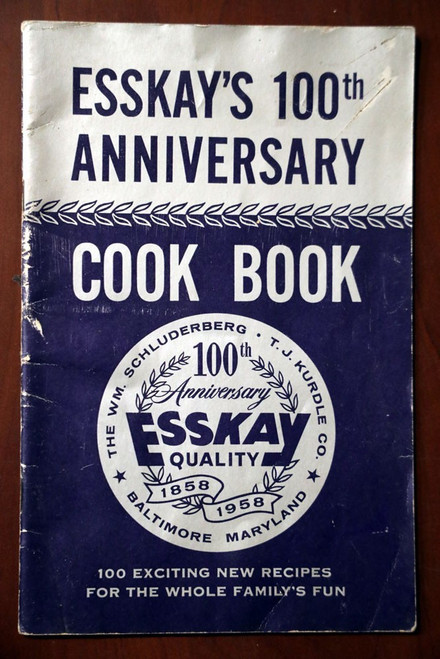 ESSKAY'S 100th
ANNIVERSARY
COOK BOOK
THE WM. SCHLUDERBERG • T.J. KURDLE CO.
100th
Anniversary
ESSKAY
QUALITY
1858
1958
★ BALTIMORE MARYLAND ★
100 EXCITING NEW RECIPES
FOR THE WHOLE FAMILY'S FUN